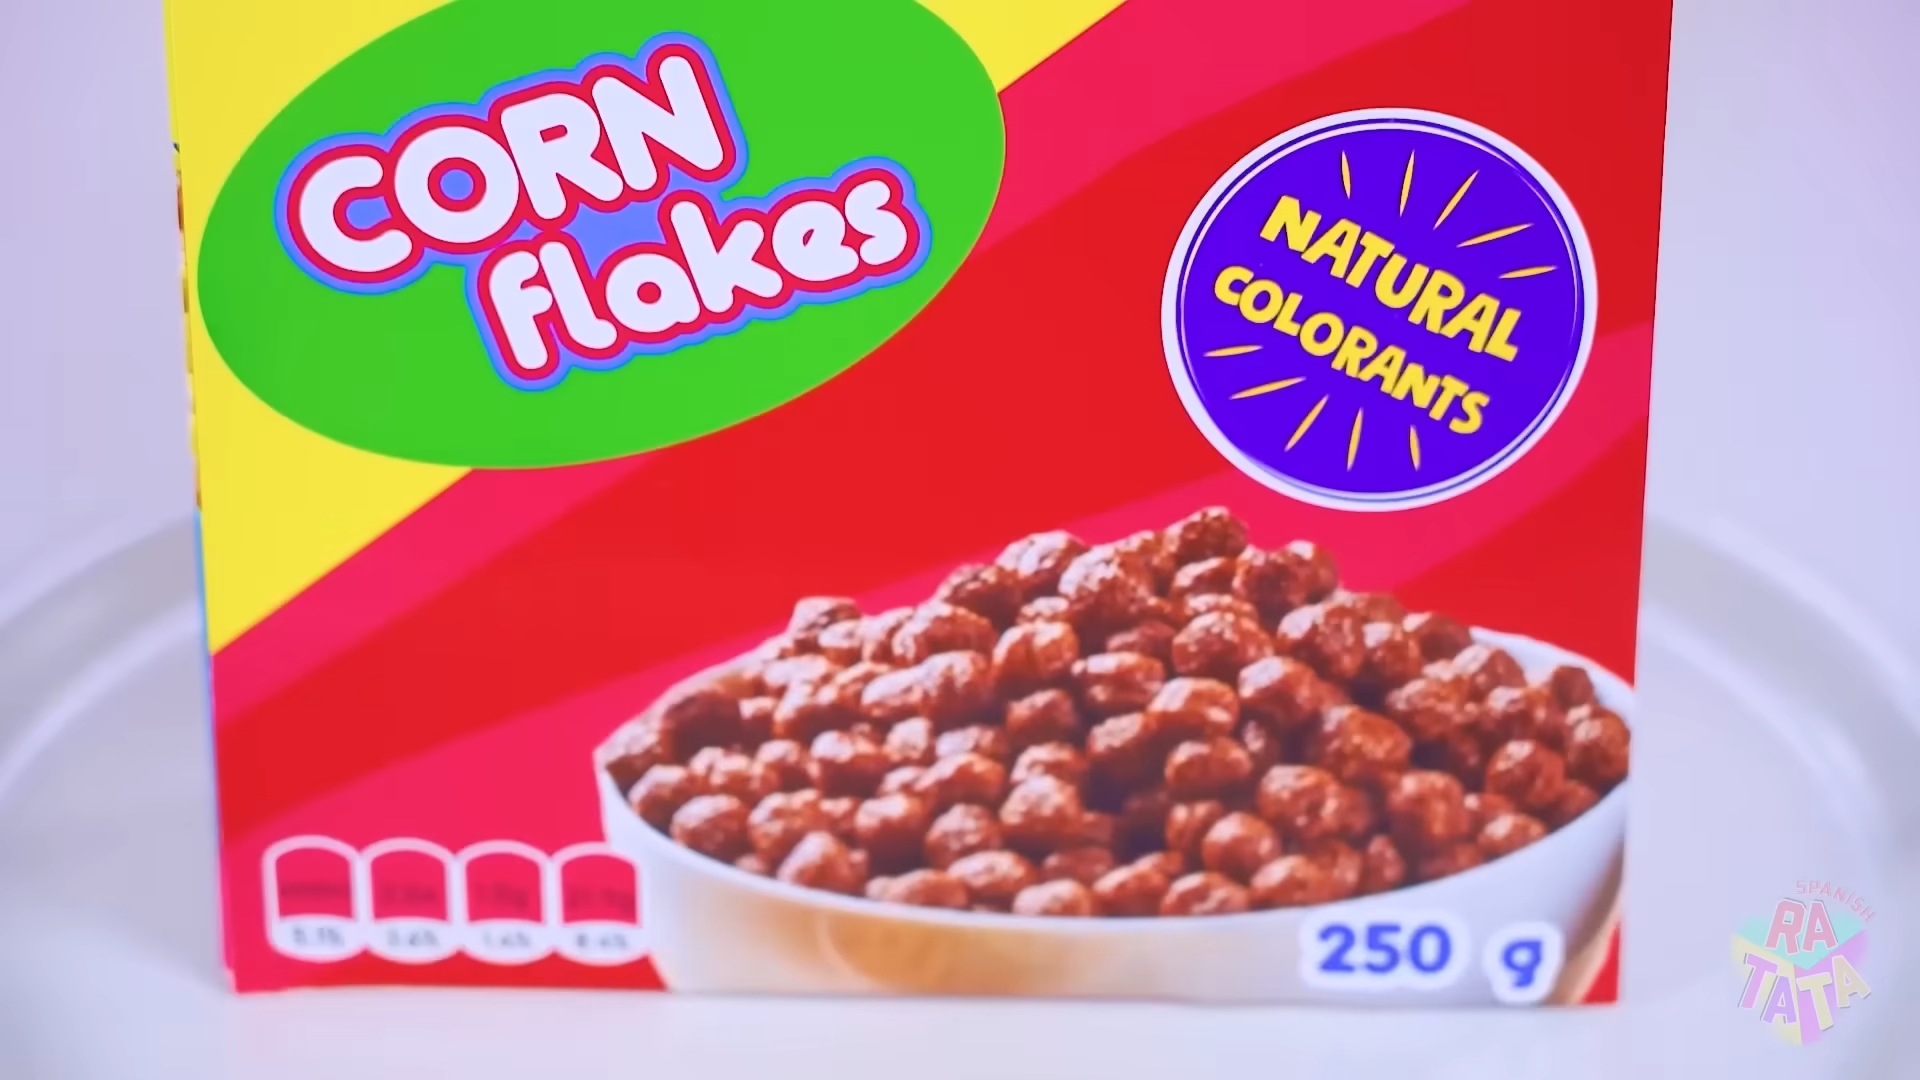 CORN
flakes
NATURAL
COLORANTS
250 g
SPANISH
RA
TATA